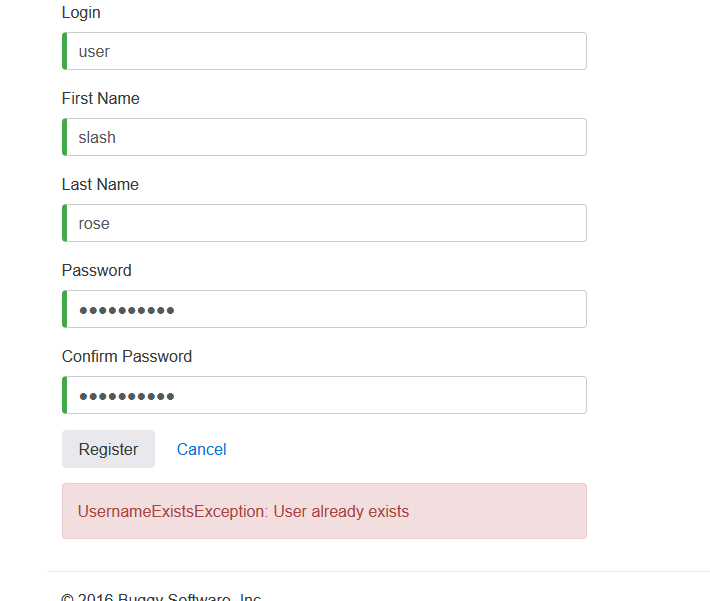 Login
user
First Name
slash
Last Name
rose
Password
●●●●●●●●●●
Confirm Password
●●●●●●●●●●
Register Cancel
UsernameExistsException: User already exists
© 2016 Buggy Software, Inc.